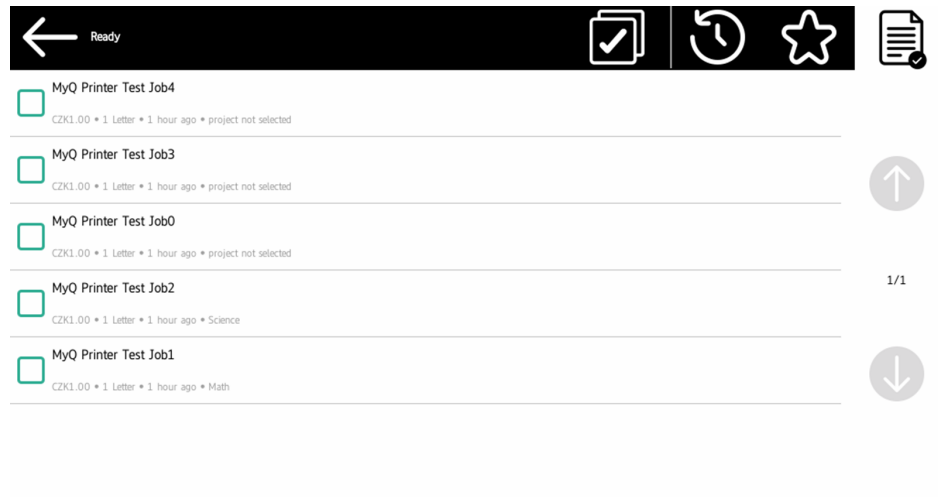 Ready
MyQ Printer Test Job4
CZK1.00 • 1 Letter • 1 hour ago • project not selected
MyQ Printer Test Job3
CZK1.00 • 1 Letter • 1 hour ago • project not selected
MyQ Printer Test Job0
CZK1.00 • 1 Letter • 1 hour ago • project not selected
1/1
MyQ Printer Test Job2
CZK1.00 • 1 Letter • 1 hour ago • Science
MyQ Printer Test Job1
CZK1.00 • 1 Letter • 1 hour ago • Math